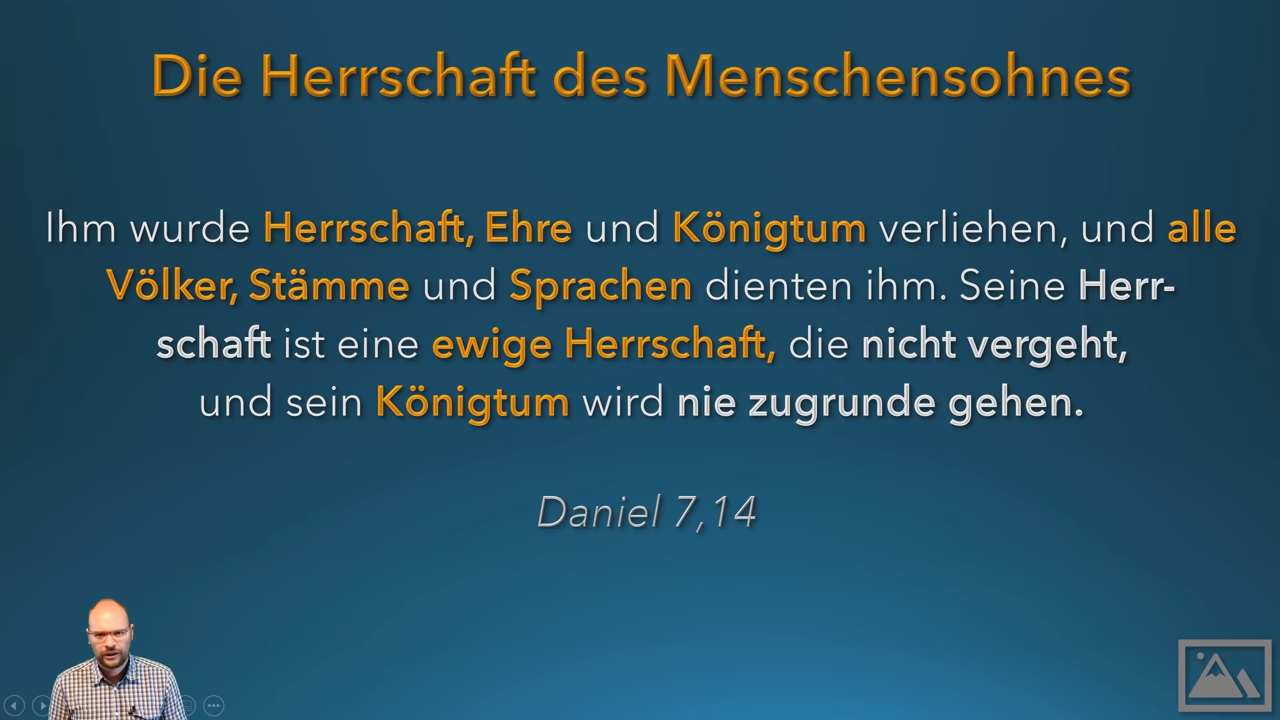 Die Herrschaft des Menschensohnes
Ihm wurde Herrschaft, Ehre und Königtum verliehen, und alle
Völker, Stämme und Sprachen dienten ihm. Seine Herr-
schaft ist eine ewige Herrschaft, die nicht vergeht,
und sein Königtum wird nie zugrunde gehen.
Daniel 7,14